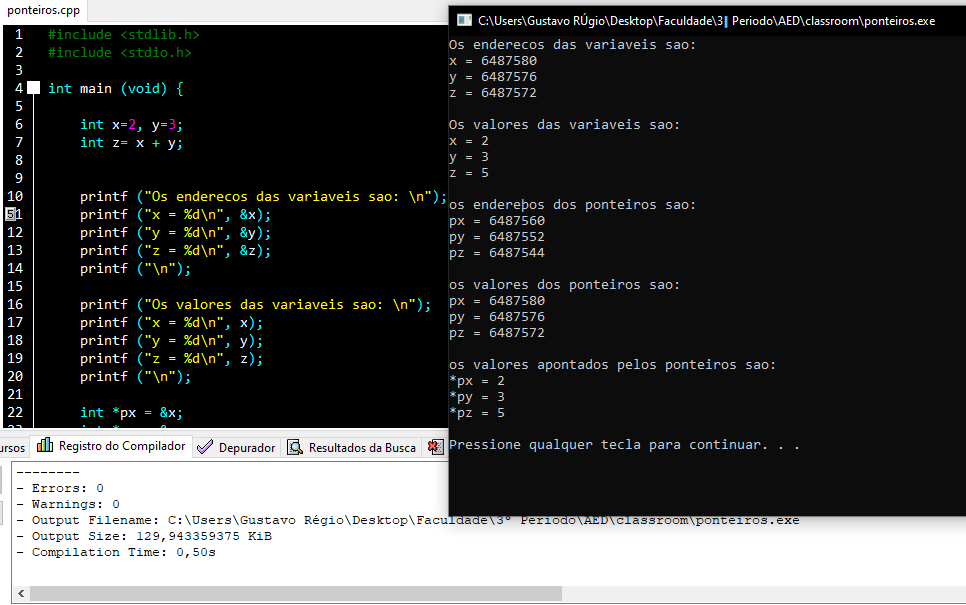 ponteiros.cpp
1 #include <stdlib.h>
2 #include <stdio.h>
3
4 int main (void) {
5
6 int x=2, y=3;
7 int z= x + y;
8
9
10 printf ("Os enderecos das variaveis sao: \n");
51 printf ("x = %d\n", &x);
12 printf ("y = %d\n", &y);
13 printf ("z = %d\n", &z);
14 printf ("\n");
15
16 printf ("Os valores das variaveis sao: \n");
17 printf ("x = %d\n", x);
18 printf ("y = %d\n", y);
19 printf ("z = %d\n", z);
20 printf ("\n");
21
22 int *px = &x;
C:\Users\Gustavo RÚgio\Desktop\Faculdade\3║ Periodo\AED\classroom\ponteiros.exe
Os enderecos das variaveis sao:
x = 6487580
y = 6487576
z = 6487572
Os valores das variaveis sao:
x = 2
y = 3
z = 5
os endereþos dos ponteiros sao:
px = 6487560
py = 6487552
pz = 6487544
os valores dos ponteiros sao:
px = 6487580
py = 6487576
pz = 6487572
os valores apontados pelos ponteiros sao:
*px = 2
*py = 3
*pz = 5
Pressione qualquer tecla para continuar. . .
ursos Registro do Compilador Depurador Resultados da Busca
--------
- Errors: 0
- Warnings: 0
- Output Filename: C:\Users\Gustavo Régio\Desktop\Faculdade\3º Periodo\AED\classroom\ponteiros.exe
- Output Size: 129,943359375 KiB
- Compilation Time: 0,50s